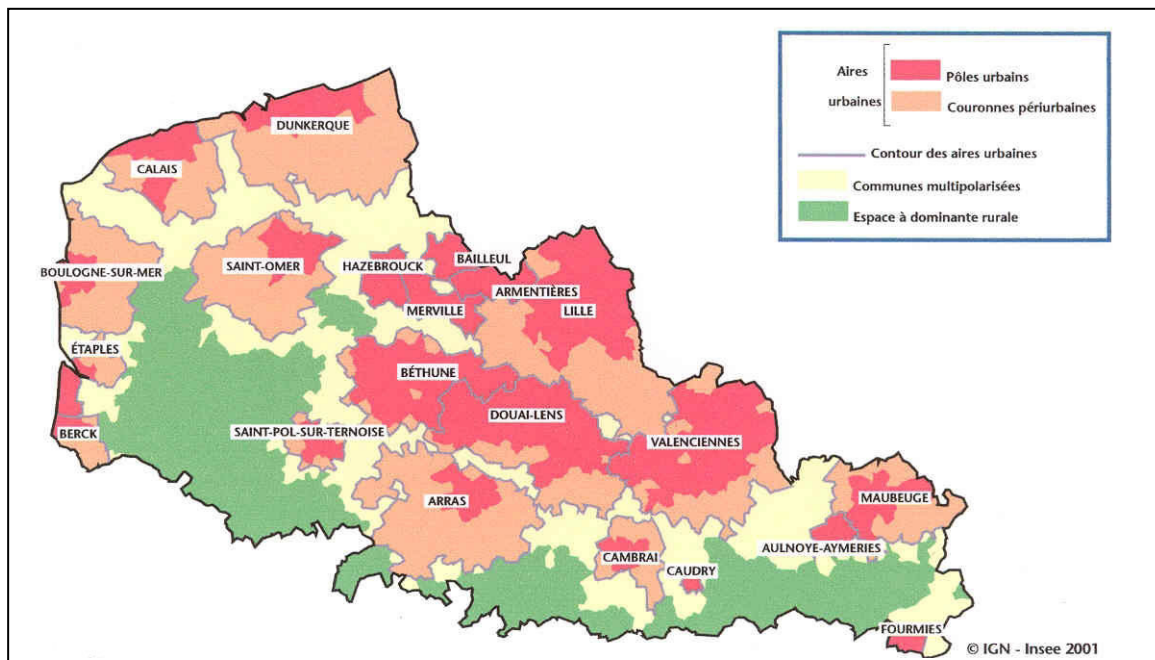 Aires
urbaines
Pôles urbains
Couronnes périurbaines
Contour des aires urbaines
Communes multipolarisées
Espace à dominante rurale
DUNKERQUE
CALAIS
BOULOGNE-SUR-MER
SAINT-OMER
HAZEBROUCK
BAILLEUL
ARMENTIÈRES
MERVILLE
LILLE
ÉTAPLES
BÉTHUNE
DOUAI-LENS
BERCK
SAINT-POL-SUR-TERNOISE
VALENCIENNES
ARRAS
MAUBEUGE
AULNOYE-AYMERIES
CAMBRAI
CAUDRY
FOURMIES
© IGN - Insee 2001